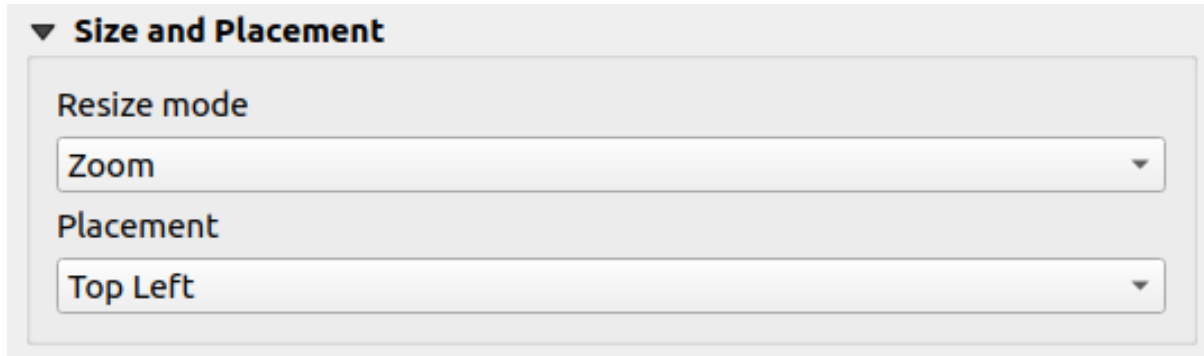 Size and Placement
Resize mode
Zoom
Placement
Top Left